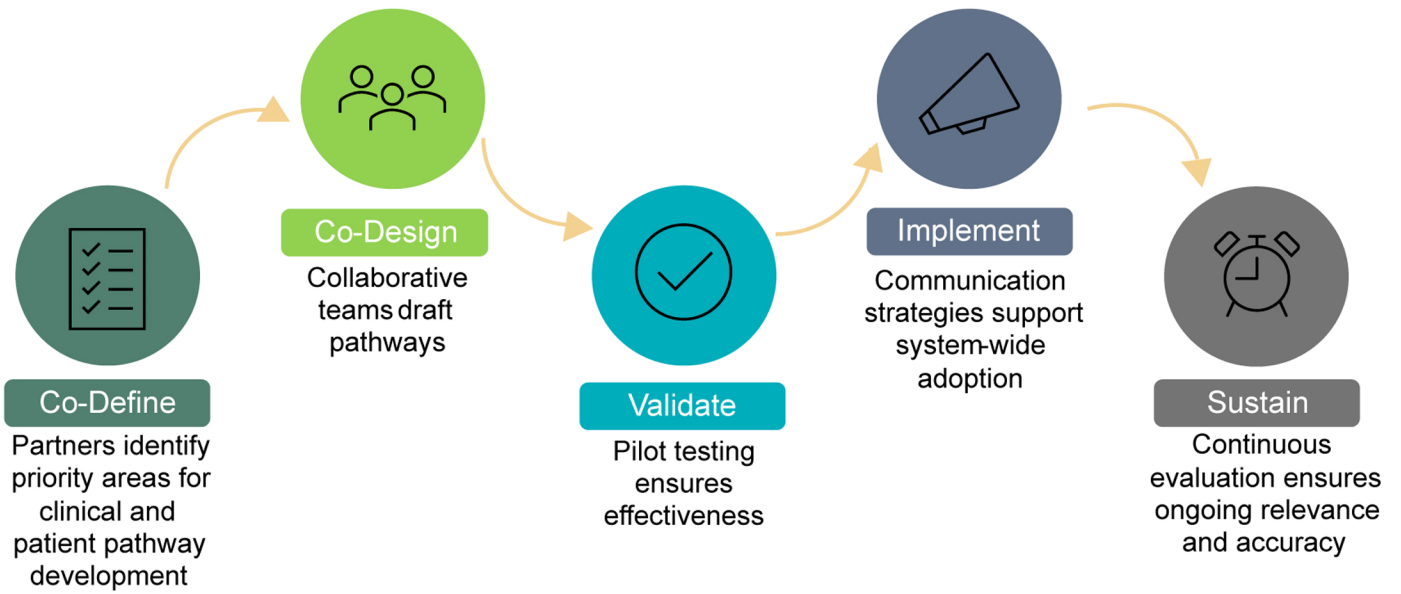 Co-Define
Partners identify
priority areas for
clinical and
patient pathway
development
Co-Design
Collaborative
teams draft
pathways
Validate
Pilot testing
ensures
effectiveness
Implement
Communication
strategies support
system-wide
adoption
Sustain
Continuous
evaluation ensures
ongoing relevance
and accuracy